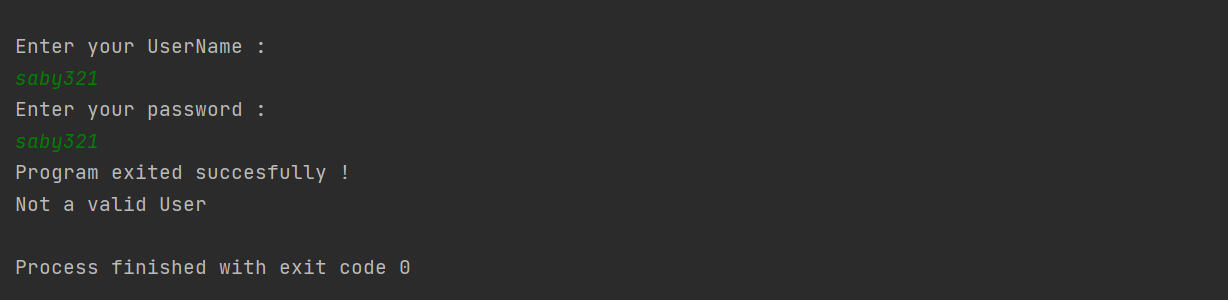 Enter your UserName :
saby321
Enter your password :
saby321
Program exited succesfully !
Not a valid User
Process finished with exit code 0